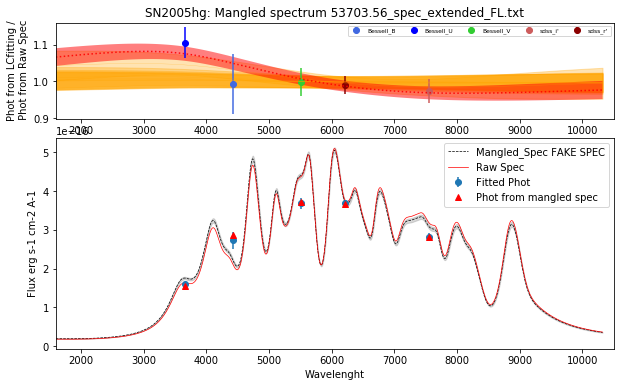 SN2005hg: Mangled spectrum 53703.56_spec_extended_FL.txt
Phot from LCfitting /
Phot from Raw Spec
1.1
1.0
0.9
Bessell_B
Bessell_U
Bessell_V
sdss_i'
sdss_r'
2000 3000 4000 5000 6000 7000 8000 9000 10000
1e−16
Flux erg s-1 cm-2 A-1
5
4
3
2
1
0
Mangled_Spec FAKE SPEC
Raw Spec
Fitted Phot
Phot from mangled spec
2000 3000 4000 5000 6000 7000 8000 9000 10000
Wavelenght